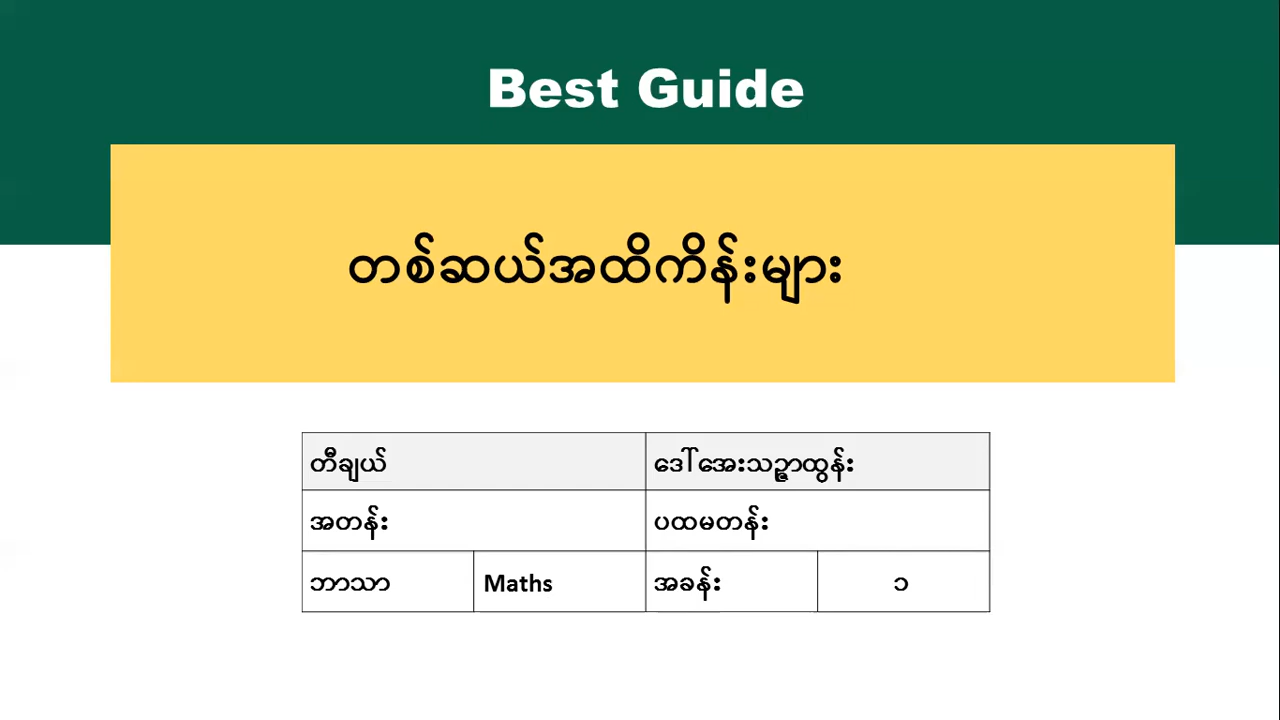 Best Guide
တစ်ဆယ်အထိကိန်းများ
တီချယ် ဒေါ်အေးသဉ္ဇာထွန်း
အတန်း ပထမတန်း
ဘာသာ Maths အခန်း ၁